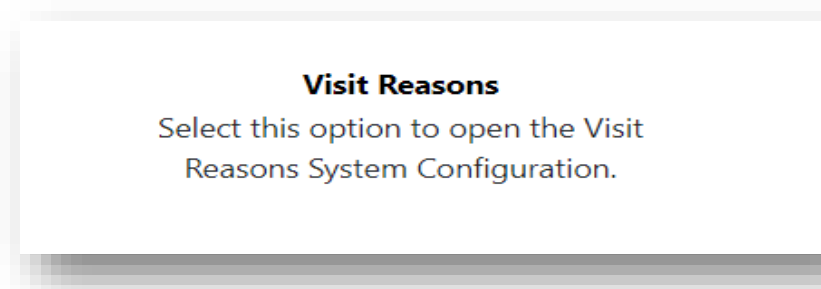 Visit Reasons
Select this option to open the Visit
Reasons System Configuration.